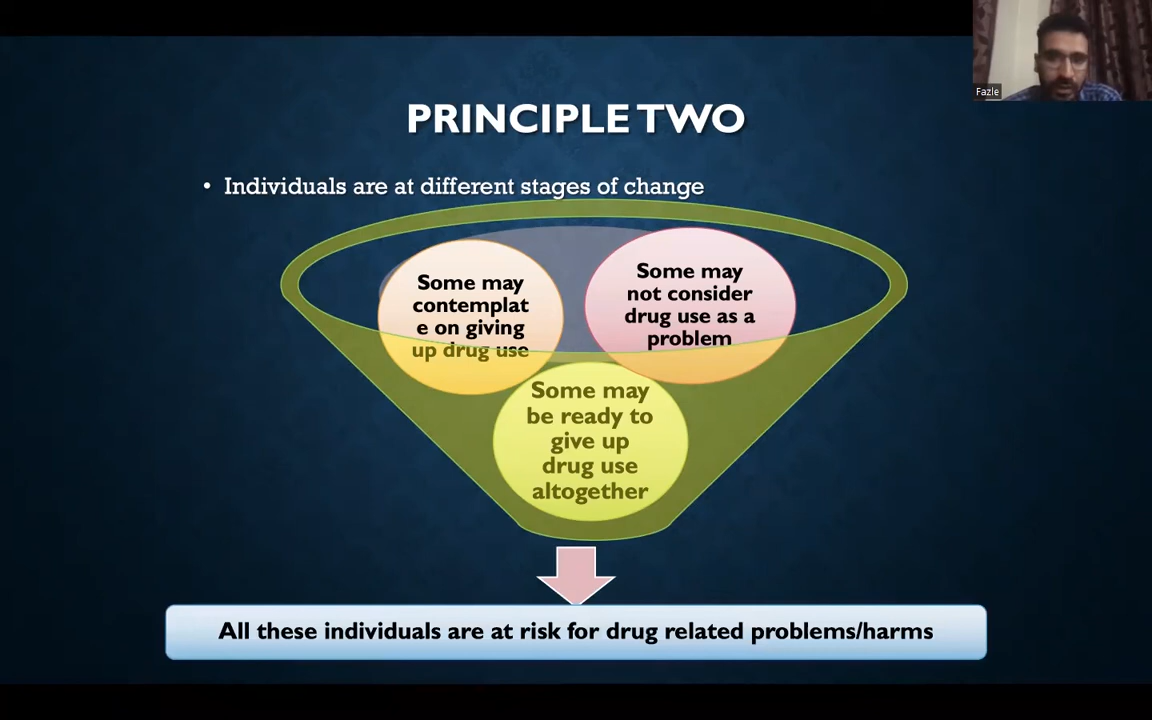 Fazle
PRINCIPLE TWO
• Individuals are at different stages of change
Some may
contemplat
e on giving
up drug use
Some may
not consider
drug use as a
problem
Some may
be ready to
give up
drug use
altogether
All these individuals are at risk for drug related problems/harms